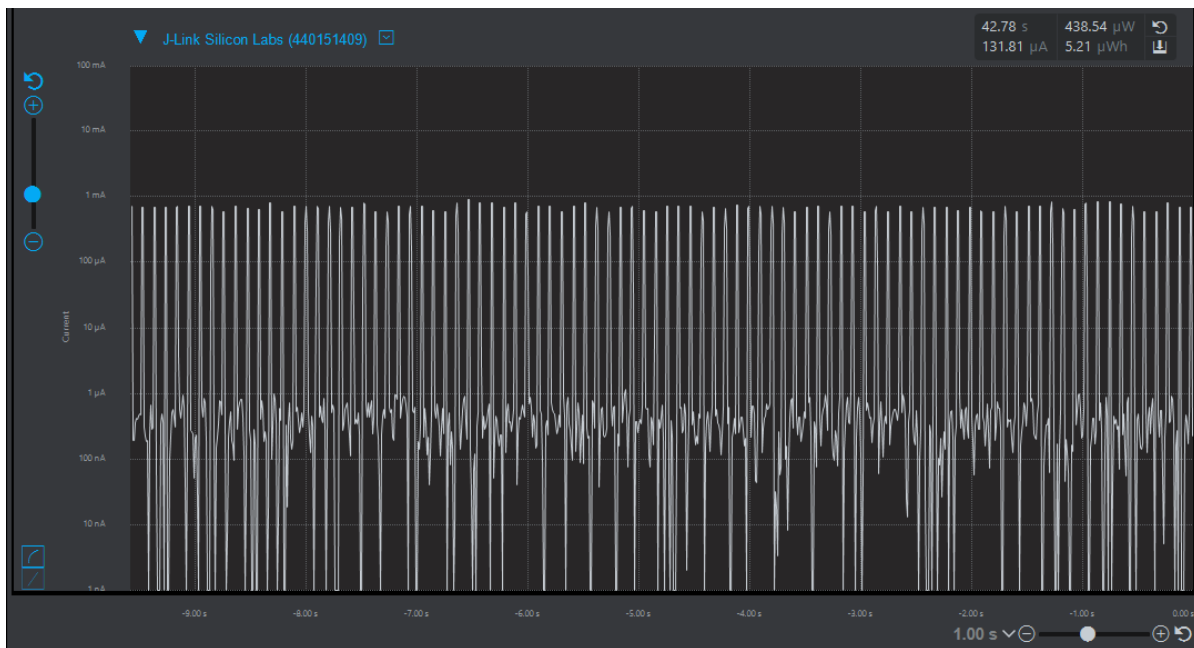 J-Link Silicon Labs (440151409)
42.78 s 438.54 µW
131.81 µA 5.21 µWh
100 mA
10 mA
1 mA
100 µA
10 µA
1 µA
100 nA
10 nA
1 nA
Current
-9.00 s -8.00 s -7.00 s -6.00 s -5.00 s -4.00 s -3.00 s -2.00 s -1.00 s 0.00 s
1.00 s